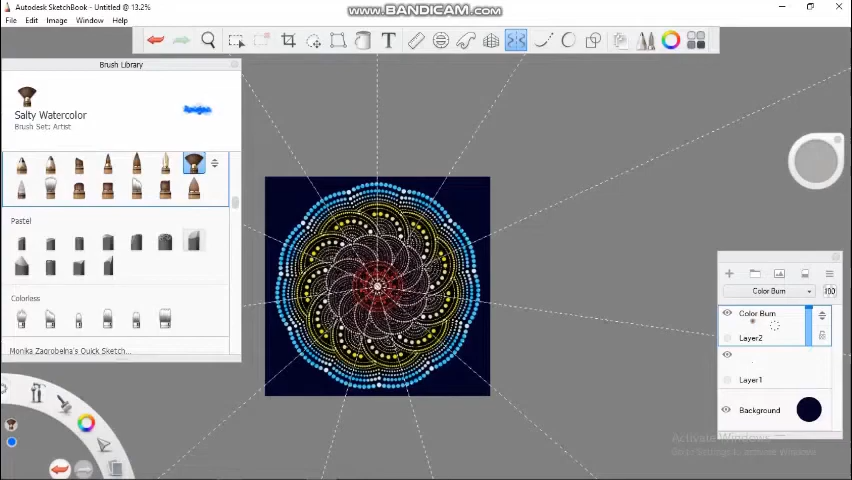 Autodesk SketchBook - Untitled @ 13.2%
www.BANDICAM.com
File Edit Image Window Help
Brush Library
Salty Watercolor
Brush Set: Artist
Pastel
Colorless
Monika Zagrobelna's Quick Sketch...
Color Burn
100
Color Burn
Layer2
Layer1
Background
Activate Windows